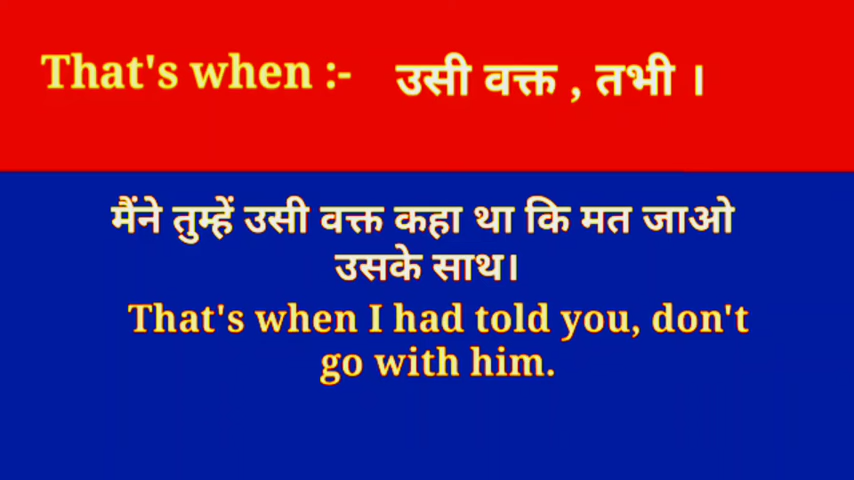 That's when :- उसी वक्त , तभी ।
मैंने तुम्हें उसी वक्त कहा था कि मत जाओ
उसके साथ।
That's when I had told you, don't
go with him.